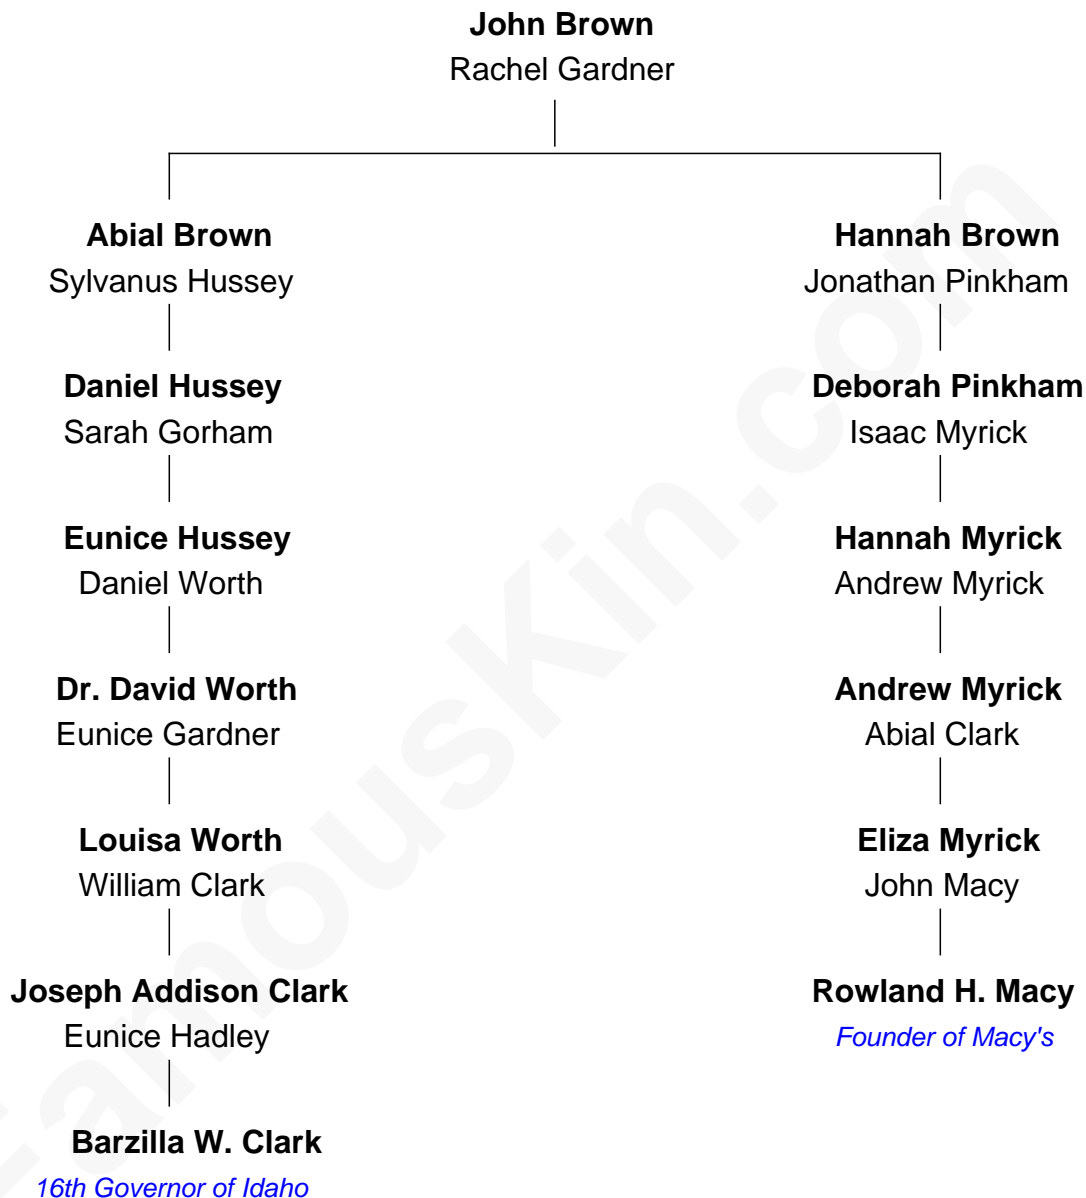 John Brown
Rachel Gardner
Abial Brown
Sylvanus Hussey
Hannah Brown
Jonathan Pinkham
Daniel Hussey
Sarah Gorham
Deborah Pinkham
Isaac Myrick
Eunice Hussey
Daniel Worth
Hannah Myrick
Andrew Myrick
Dr. David Worth
Eunice Gardner
Andrew Myrick
Abial Clark
Louisa Worth
William Clark
Eliza Myrick
John Macy
Joseph Addison Clark
Eunice Hadley
Rowland H. Macy
Founder of Macy's
Barzilla W. Clark
16th Governor of Idaho
FamousKin.com